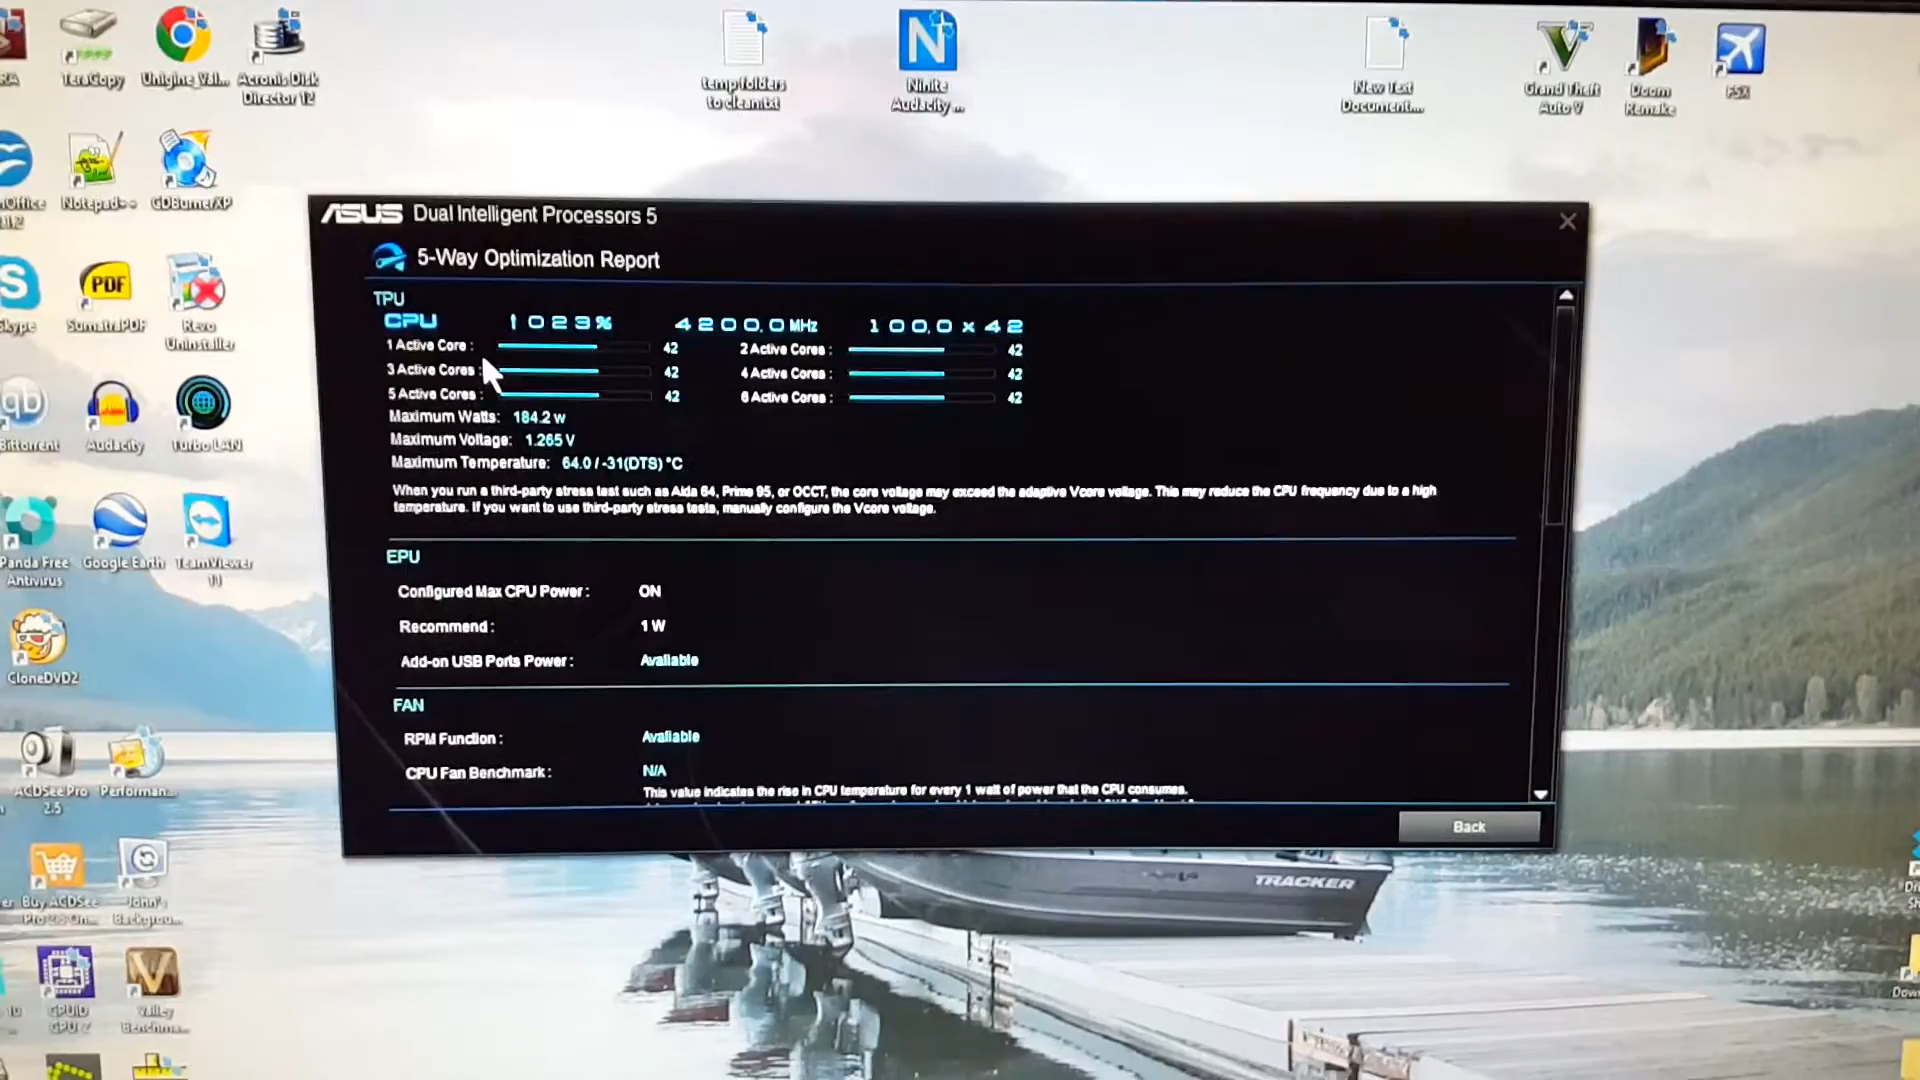 TeraCopy
Unigine_Val...
Acronis Disk
Director 12
temp folders
to clean.txt
Ninite
Audacity ...
New Text
Document....
Grand Theft
Auto V
Doom
Remake
FSX
Notepad++
CDBurnerXP
Skype
PDF
SumatraPDF
Revo
Uninstaller
Audacity
Turbo LAN
Panda Free
Antivirus
Google Earth
TeamViewer
11
CloneDVD2
ACDSee Pro
2.5
Performan...
Buy ACDSee
John's
Backgrou...
CPUID
Valley
Benchma...
ASUS Dual Intelligent Processors 5
5-Way Optimization Report
TPU
CPU 1023% 4200.0MHz 100.0 x 42
1 Active Core : 42 2 Active Cores : 42
3 Active Cores : 42 4 Active Cores : 42
5 Active Cores : 42 6 Active Cores : 42
Maximum Watts: 184.2 w
Maximum Voltage: 1.265 V
Maximum Temperature: 64.0 / -31(DTS) °C
When you run a third-party stress test such as Aida 64, Prime 95, or OCCT, the core voltage may exceed the adaptive Vcore voltage. This may reduce the CPU frequency due to a high
temperature. If you want to use third-party stress tests, manually configure the Vcore voltage.
EPU
Configured Max CPU Power : ON
Recommend : 1 W
Add-on USB Ports Power : Available
FAN
RPM Function : Available
CPU Fan Benchmark : N/A
This value indicates the rise in CPU temperature for every 1 watt of power that the CPU consumes.
Back
TRACKER